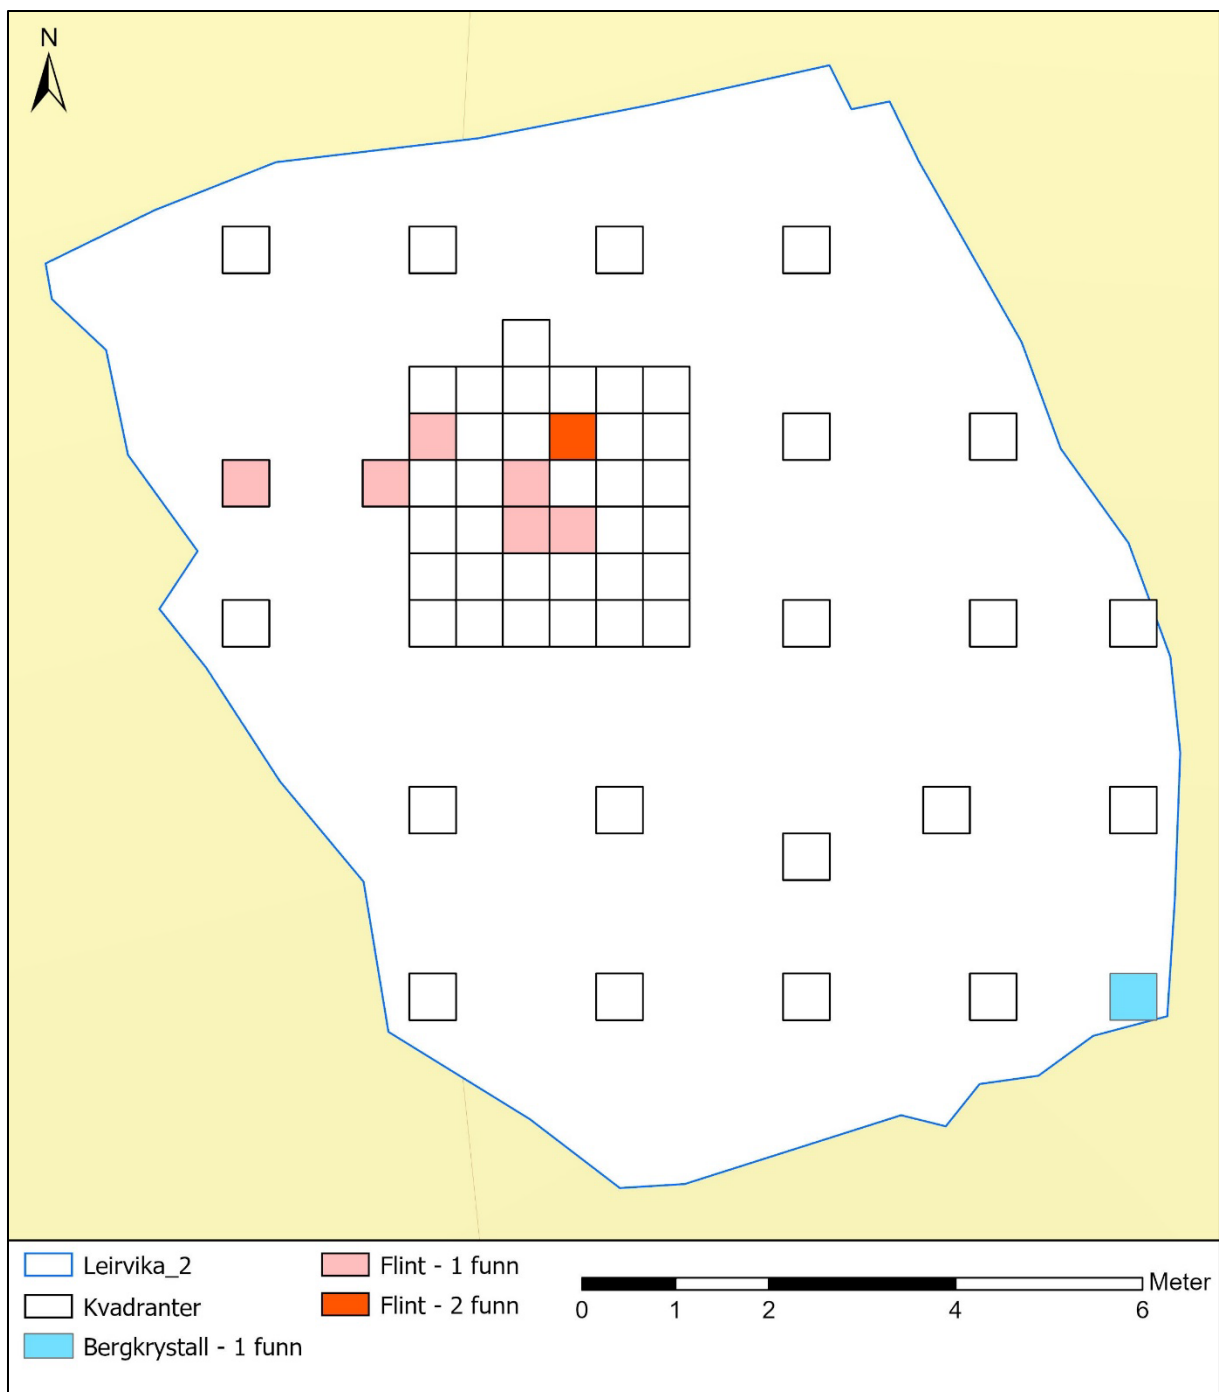 N
Leirvika_2
Flint - 1 funn
Kvadranter
Flint - 2 funn
Bergkrystall - 1 funn
Meter
0 1 2 4 6